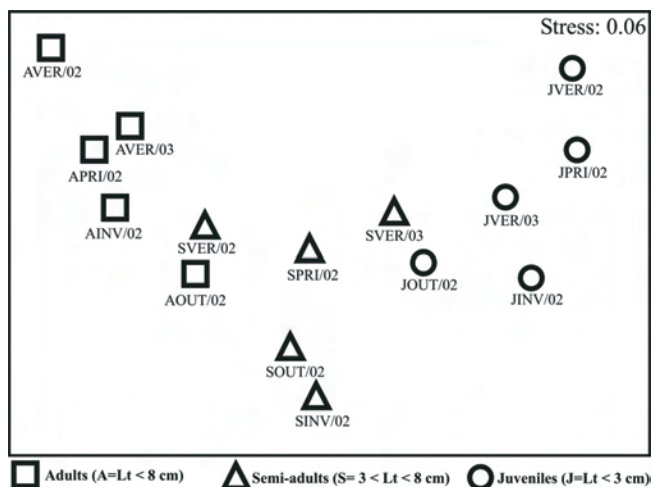 Stress: 0.06
AVER/02
JVER/02
AVER/03
APRI/02
JPRI/02
AINV/02
JVER/03
SVER/02
SVER/03
SPRI/02
AOUT/02
JOUT/02
JINV/02
SOUT/02
SINV/02
Adults (A=Lt < 8 cm) Semi-adults (S= 3 < Lt < 8 cm) Juveniles (J=Lt < 3 cm)